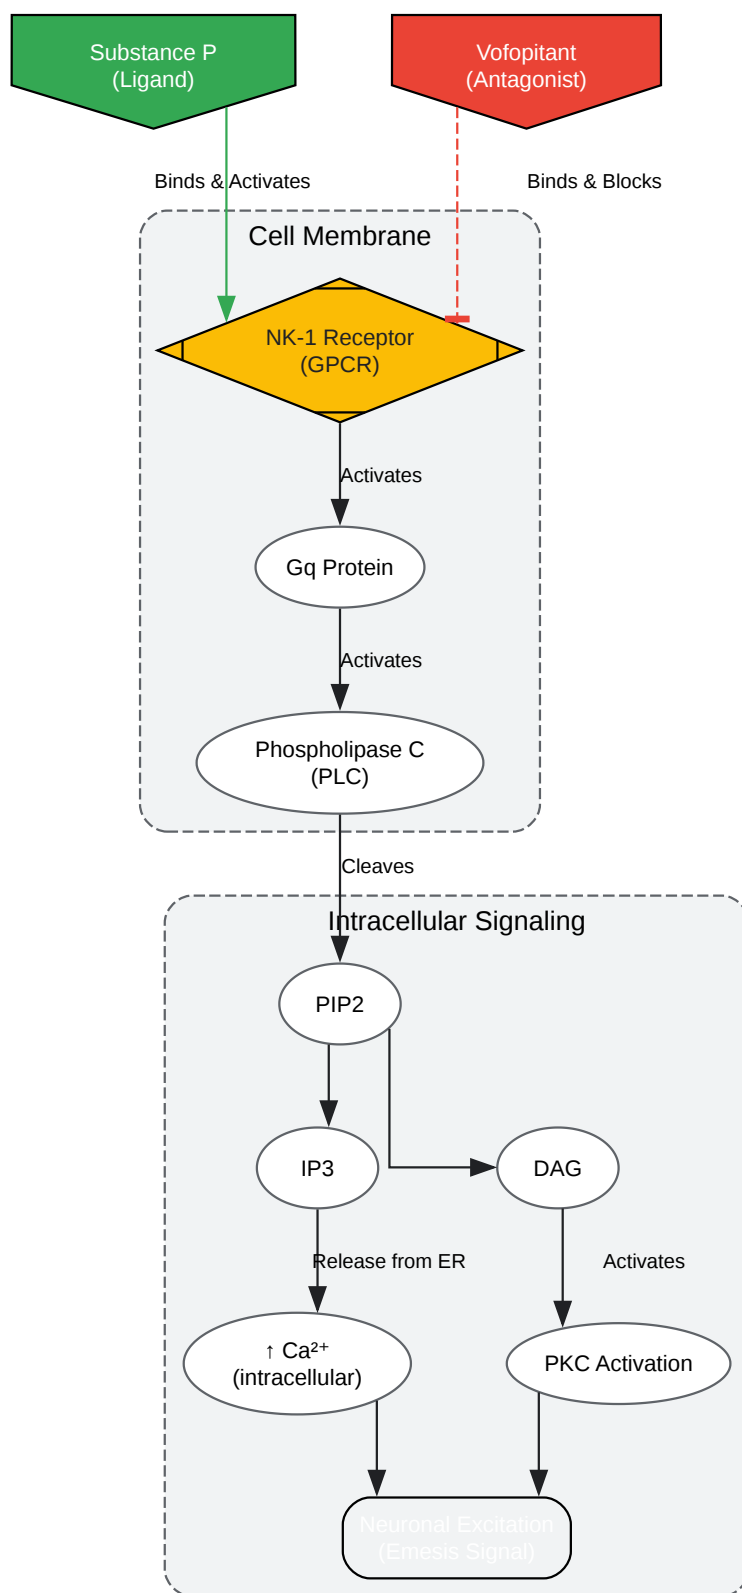 Substance P
(Ligand)
Vofopitant
(Antagonist)
Binds & Activates
Binds & Blocks
Cell Membrane
NK-1 Receptor
(GPCR)
Activates
Gq Protein
Activates
Phospholipase C
(PLC)
Cleaves
Intracellular Signaling
PIP2
IP3
DAG
Release from ER
Activates
↑ Ca²⁺
(intracellular)
PKC Activation
Neuronal Excitation
(Emesis Signal)